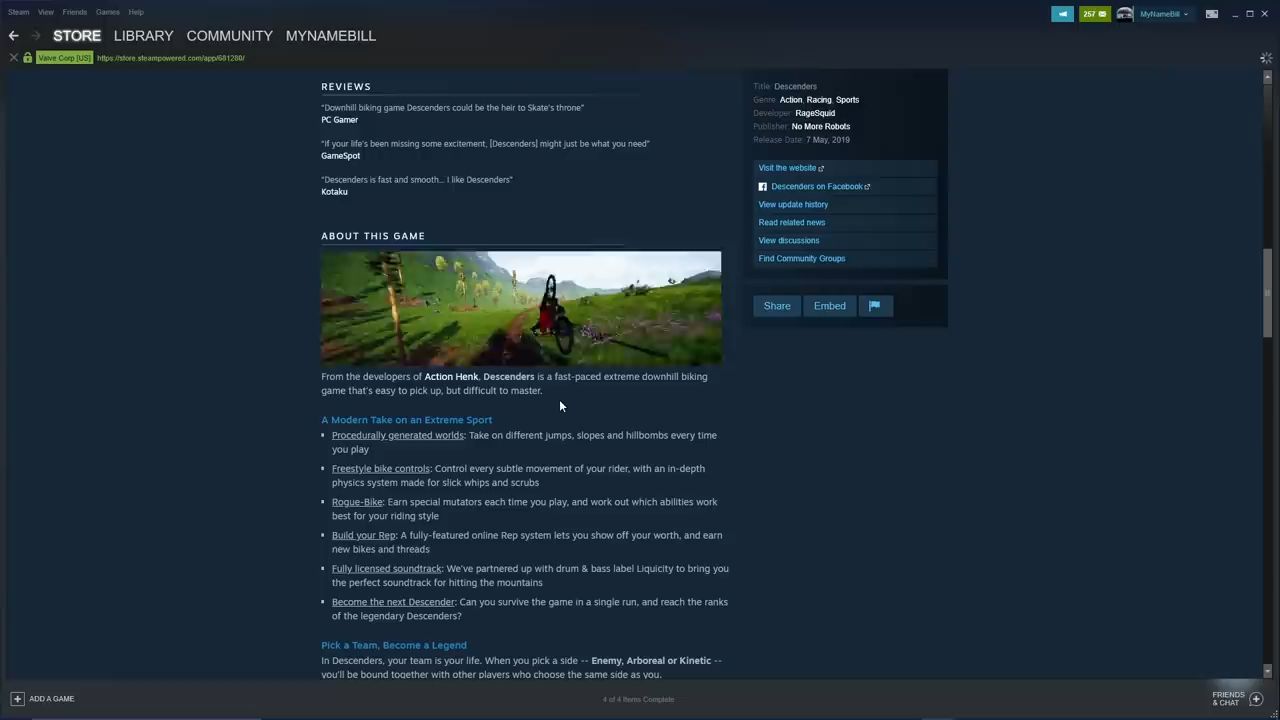 Steam View Friends Games Help
257 MyNameBill
STORE LIBRARY COMMUNITY MYNAMEBILL
Valve Corp [US] https://store.steampowered.com/app/681280/
REVIEWS
“Downhill biking game Descenders could be the heir to Skate's throne”
PC Gamer
“If your life's been missing some excitement, [Descenders] might just be what you need”
GameSpot
“Descenders is fast and smooth... I like Descenders”
Kotaku
ABOUT THIS GAME
From the developers of Action Henk, Descenders is a fast-paced extreme downhill biking
game that's easy to pick up, but difficult to master.
A Modern Take on an Extreme Sport
Procedurally generated worlds: Take on different jumps, slopes and hillbombs every time
you play
Freestyle bike controls: Control every subtle movement of your rider, with an in-depth
physics system made for slick whips and scrubs
Rogue-Bike: Earn special mutators each time you play, and work out which abilities work
best for your riding style
Build your Rep: A fully-featured online Rep system lets you show off your worth, and earn
new bikes and threads
Fully licensed soundtrack: We've partnered up with drum & bass label Liquicity to bring you
the perfect soundtrack for hitting the mountains
Become the next Descender: Can you survive the game in a single run, and reach the ranks
of the legendary Descenders?
Pick a Team, Become a Legend
In Descenders, your team is your life. When you pick a side -- Enemy, Arboreal or Kinetic --
you'll be bound together with other players who choose the same side as you.
Title: Descenders
Genre: Action, Racing, Sports
Developer: RageSquid
Publisher: No More Robots
Release Date: 7 May, 2019
Visit the website
Descenders on Facebook
View update history
Read related news
View discussions
Find Community Groups
Share Embed
ADD A GAME
4 of 4 Items Complete
FRIENDS
& CHAT